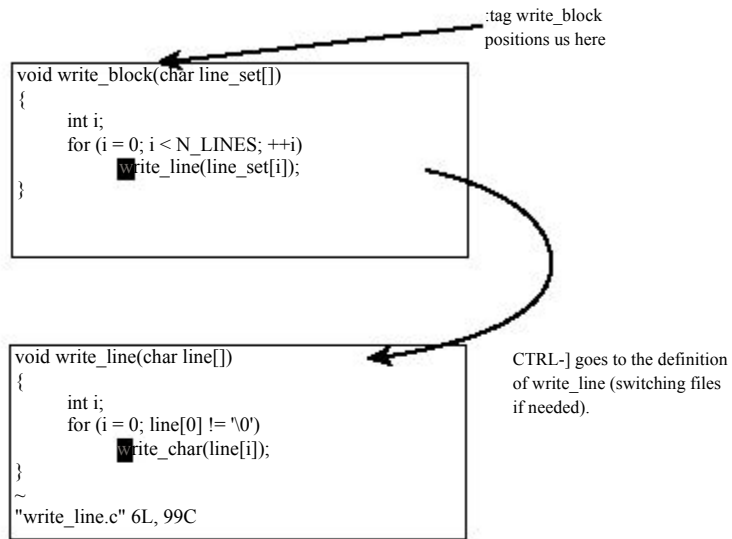 :tag write_block
positions us here
void write_block(char line_set[])
{
int i;
for (i = 0; i < N_LINES; ++i)
write_line(line_set[i]);
}
void write_line(char line[])
{
int i;
for (i = 0; line[0] != '\0')
write_char(line[i]);
}
~
"write_line.c" 6L, 99C
CTRL-] goes to the definition
of write_line (switching files
if needed).